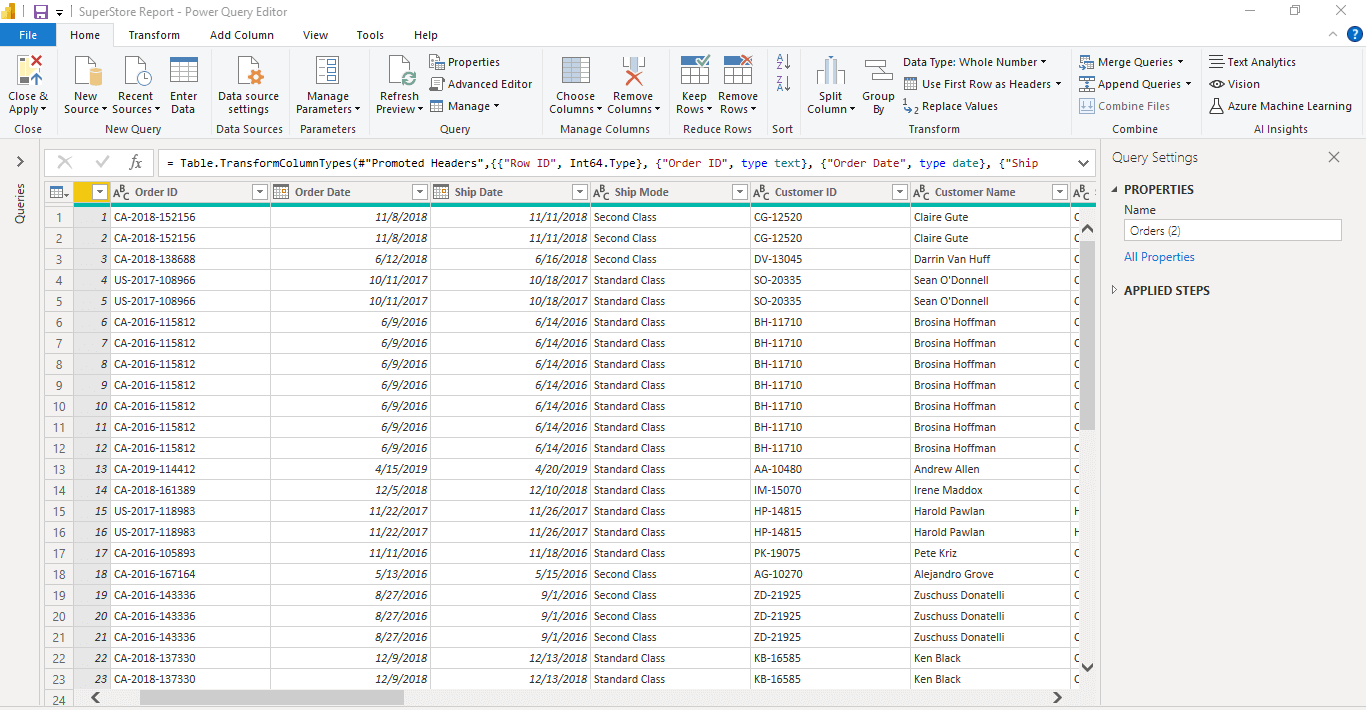 SuperStore Report - Power Query Editor
File Home Transform Add Column View Tools Help
Close & Apply
Close
New Source
Recent Sources
Enter Data
New Query
Data source settings
Data Sources
Manage Parameters
Parameters
Refresh Preview
Properties
Advanced Editor
Manage
Query
Choose Columns
Remove Columns
Manage Columns
Keep Rows
Remove Rows
Reduce Rows
Sort
Split Column
Group By
Data Type: Whole Number
Use First Row as Headers
Replace Values
Transform
Merge Queries
Append Queries
Combine Files
Combine
Text Analytics
Vision
Azure Machine Learning
AI Insights
Queries
fx = Table.TransformColumnTypes(#"Promoted Headers",{{"Row ID", Int64.Type}, {"Order ID", type text}, {"Order Date", type date}, {"Ship
Order ID Order Date Ship Date Ship Mode Customer ID Customer Name
1 1 CA-2018-152156 11/8/2018 11/11/2018 Second Class CG-12520 Claire Gute
2 2 CA-2018-152156 11/8/2018 11/11/2018 Second Class CG-12520 Claire Gute
3 3 CA-2018-138688 6/12/2018 6/16/2018 Second Class DV-13045 Darrin Van Huff
4 4 US-2017-108966 10/11/2017 10/18/2017 Standard Class SO-20335 Sean O'Donnell
5 5 US-2017-108966 10/11/2017 10/18/2017 Standard Class SO-20335 Sean O'Donnell
6 6 CA-2016-115812 6/9/2016 6/14/2016 Standard Class BH-11710 Brosina Hoffman
7 7 CA-2016-115812 6/9/2016 6/14/2016 Standard Class BH-11710 Brosina Hoffman
8 8 CA-2016-115812 6/9/2016 6/14/2016 Standard Class BH-11710 Brosina Hoffman
9 9 CA-2016-115812 6/9/2016 6/14/2016 Standard Class BH-11710 Brosina Hoffman
10 10 CA-2016-115812 6/9/2016 6/14/2016 Standard Class BH-11710 Brosina Hoffman
11 11 CA-2016-115812 6/9/2016 6/14/2016 Standard Class BH-11710 Brosina Hoffman
12 12 CA-2016-115812 6/9/2016 6/14/2016 Standard Class BH-11710 Brosina Hoffman
13 13 CA-2019-114412 4/15/2019 4/20/2019 Standard Class AA-10480 Andrew Allen
14 14 CA-2018-161389 12/5/2018 12/10/2018 Standard Class IM-15070 Irene Maddox
15 15 US-2017-118983 11/22/2017 11/26/2017 Standard Class HP-14815 Harold Pawlan
16 16 US-2017-118983 11/22/2017 11/26/2017 Standard Class HP-14815 Harold Pawlan
17 17 CA-2016-105893 11/11/2016 11/18/2016 Standard Class PK-19075 Pete Kriz
18 18 CA-2016-167164 5/13/2016 5/15/2016 Second Class AG-10270 Alejandro Grove
19 19 CA-2016-143336 8/27/2016 9/1/2016 Second Class ZD-21925 Zuschuss Donatelli
20 20 CA-2016-143336 8/27/2016 9/1/2016 Second Class ZD-21925 Zuschuss Donatelli
21 21 CA-2016-143336 8/27/2016 9/1/2016 Second Class ZD-21925 Zuschuss Donatelli
22 22 CA-2018-137330 12/9/2018 12/13/2018 Standard Class KB-16585 Ken Black
23 23 CA-2018-137330 12/9/2018 12/13/2018 Standard Class KB-16585 Ken Black
24
Query Settings
PROPERTIES
Name
Orders (2)
All Properties
APPLIED STEPS